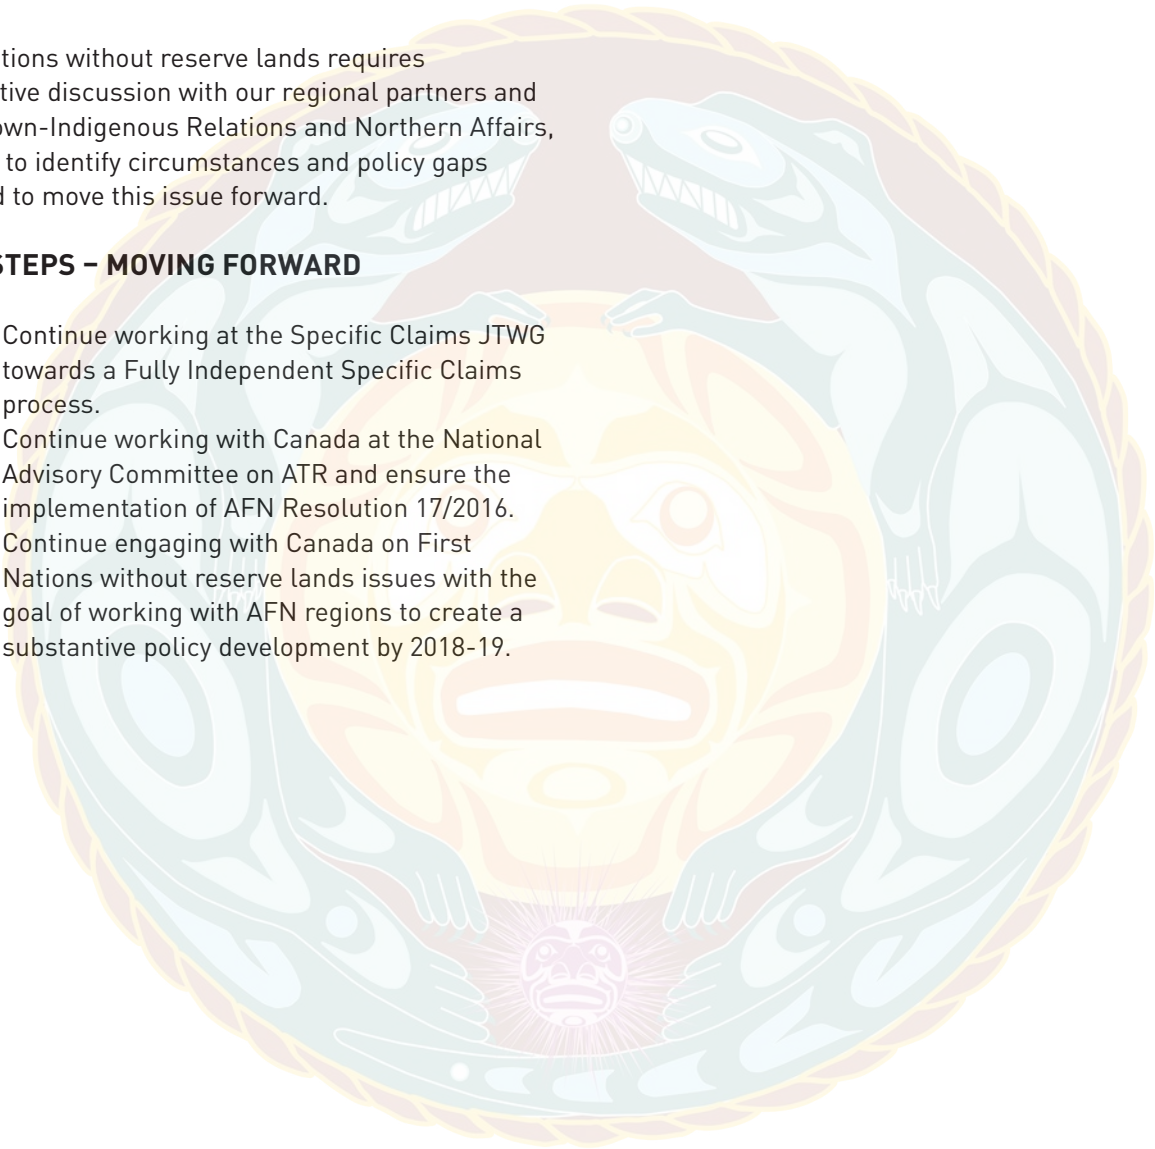 tions without reserve lands requires
tive discussion with our regional partners and
own-Indigenous Relations and Northern Affairs,
to identify circumstances and policy gaps
d to move this issue forward.
STEPS – MOVING FORWARD
Continue working at the Specific Claims JTWG
towards a Fully Independent Specific Claims
process.
Continue working with Canada at the National
Advisory Committee on ATR and ensure the
implementation of AFN Resolution 17/2016.
Continue engaging with Canada on First
Nations without reserve lands issues with the
goal of working with AFN regions to create a
substantive policy development by 2018-19.